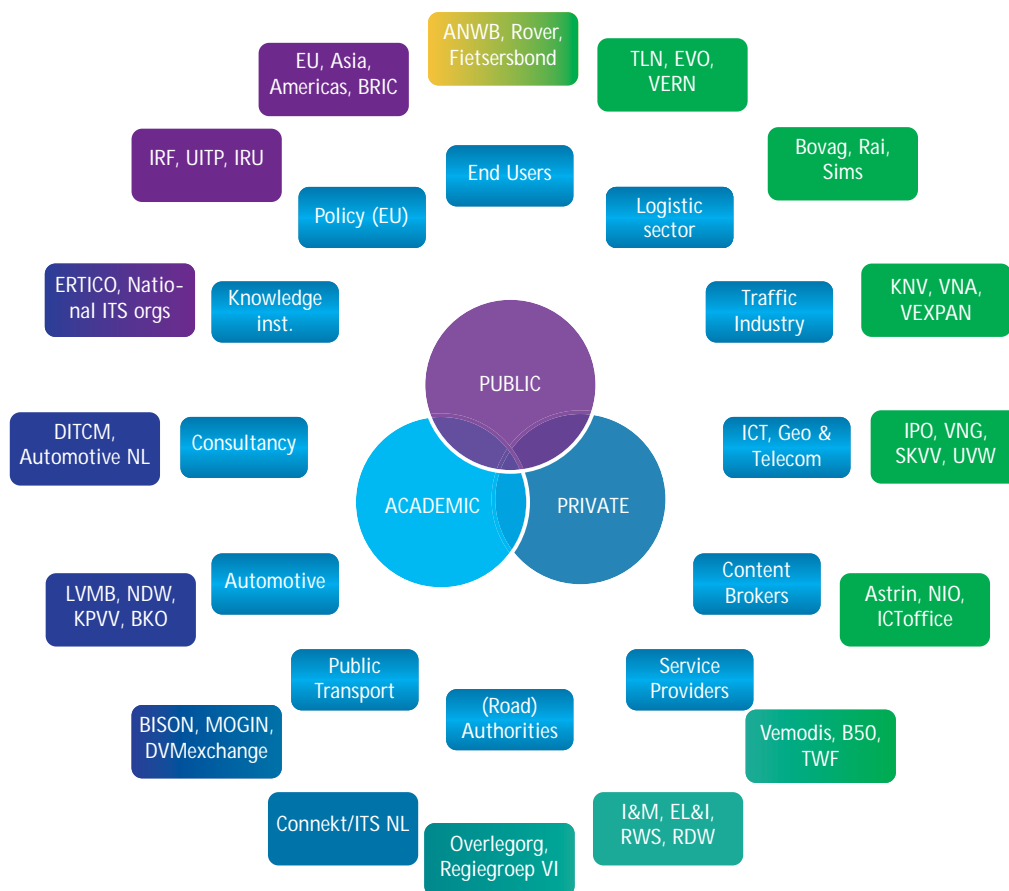 ANWB, Rover,
Fietsersbond
EU, Asia,
Americas, BRIC
TLN, EVO,
VERN
IRF, UITP, IRU
Bovag, Rai,
Sims
End Users
Policy (EU)
Logistic
sector
ERTICO, Natio-
nal ITS orgs
Knowledge
inst.
Traffic
Industry
KNV, VNA,
VEXPAN
PUBLIC
DITCM,
Automotive NL
Consultancy
ICT, Geo &
Telecom
IPO, VNG,
SKVV, UVW
ACADEMIC
PRIVATE
LVMB, NDW,
KPVV, BKO
Automotive
Content
Brokers
Astrin, NIO,
ICToffice
Public
Transport
Service
Providers
(Road)
Authorities
BISON, MOGIN,
DVMexchange
Vemodis, B50,
TWF
Connekt/ITS NL
Overlegorg,
Regiegroep VI
I&M, EL&I,
RWS, RDW